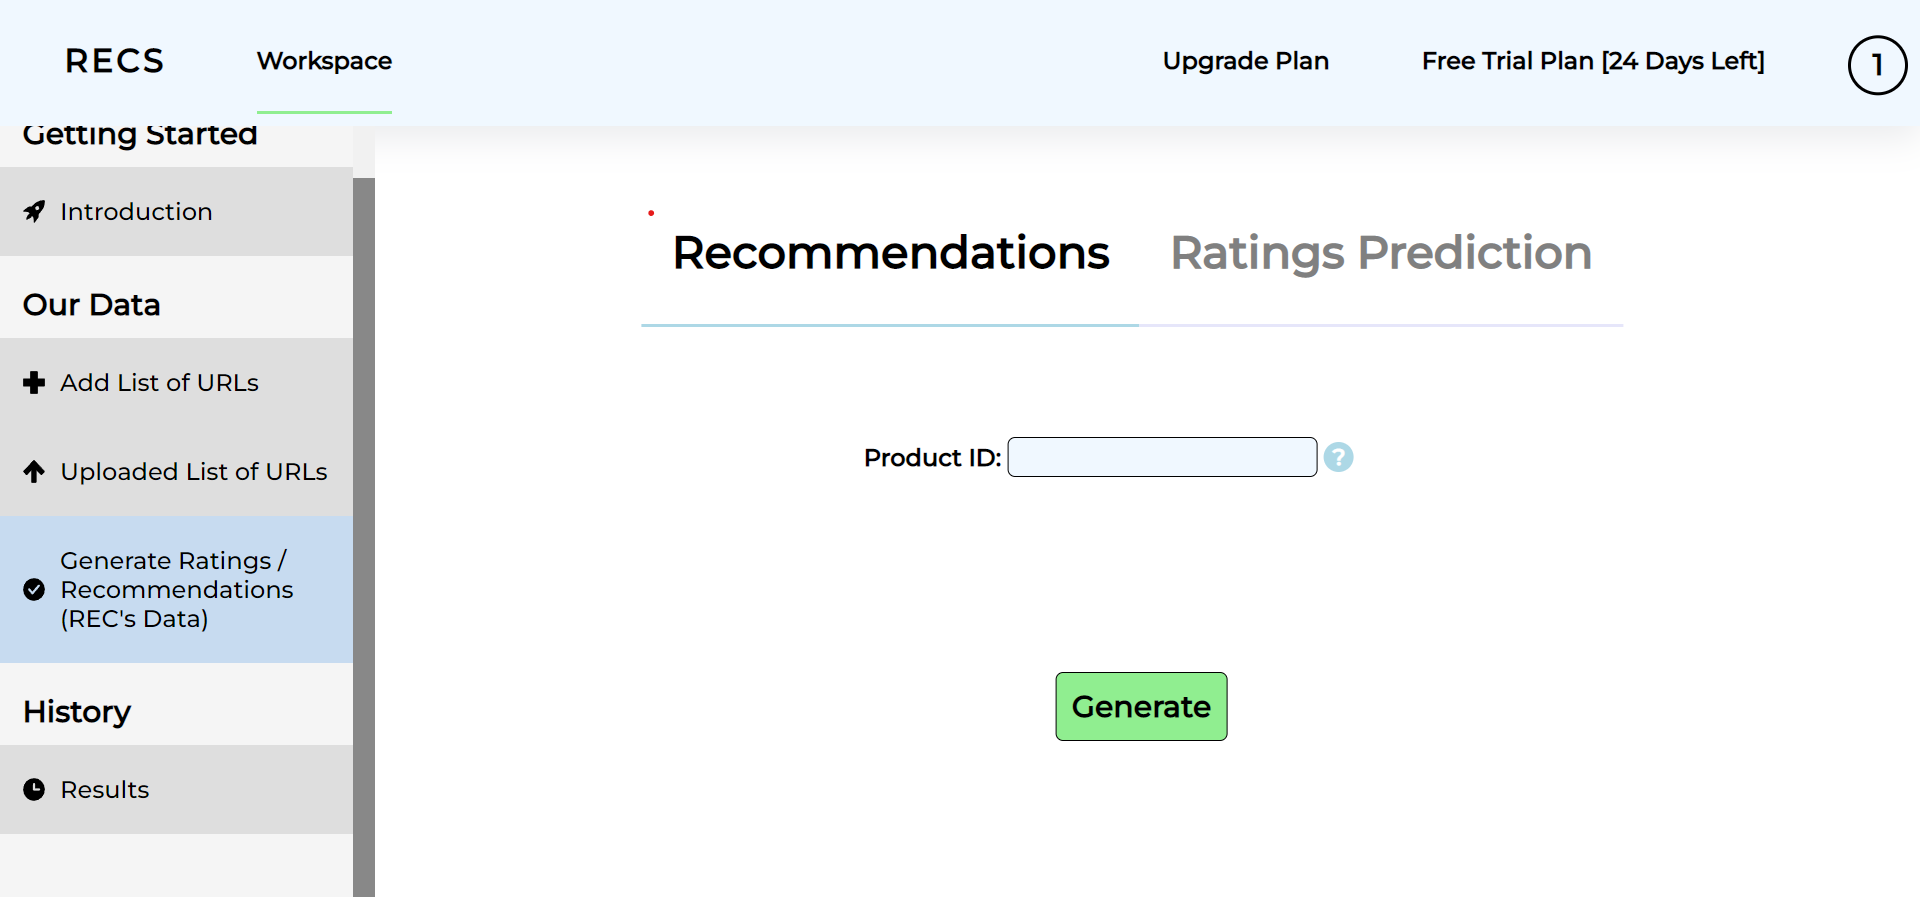 RECS
Workspace
Upgrade Plan
Free Trial Plan [24 Days Left]
1
Getting Started
Introduction
Our Data
Add List of URLs
Uploaded List of URLs
Generate Ratings /
Recommendations
(REC's Data)
History
Results
Recommendations
Ratings Prediction
Product ID:
?
Generate